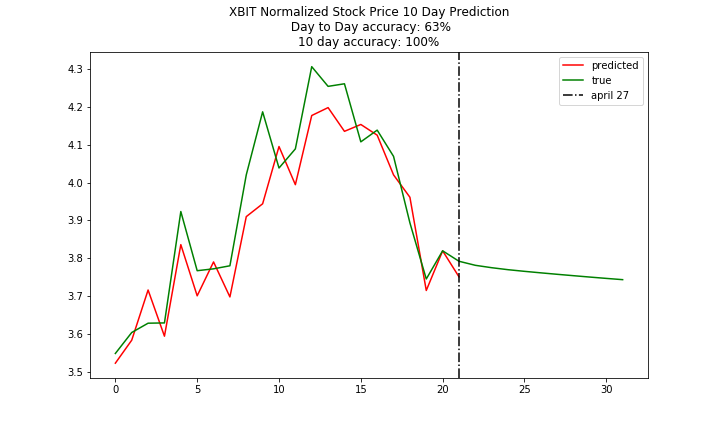 XBIT Normalized Stock Price 10 Day Prediction
Day to Day accuracy: 63%
10 day accuracy: 100%
predicted
true
april 27
4.3
4.2
4.1
4.0
3.9
3.8
3.7
3.6
3.5
0 5 10 15 20 25 30